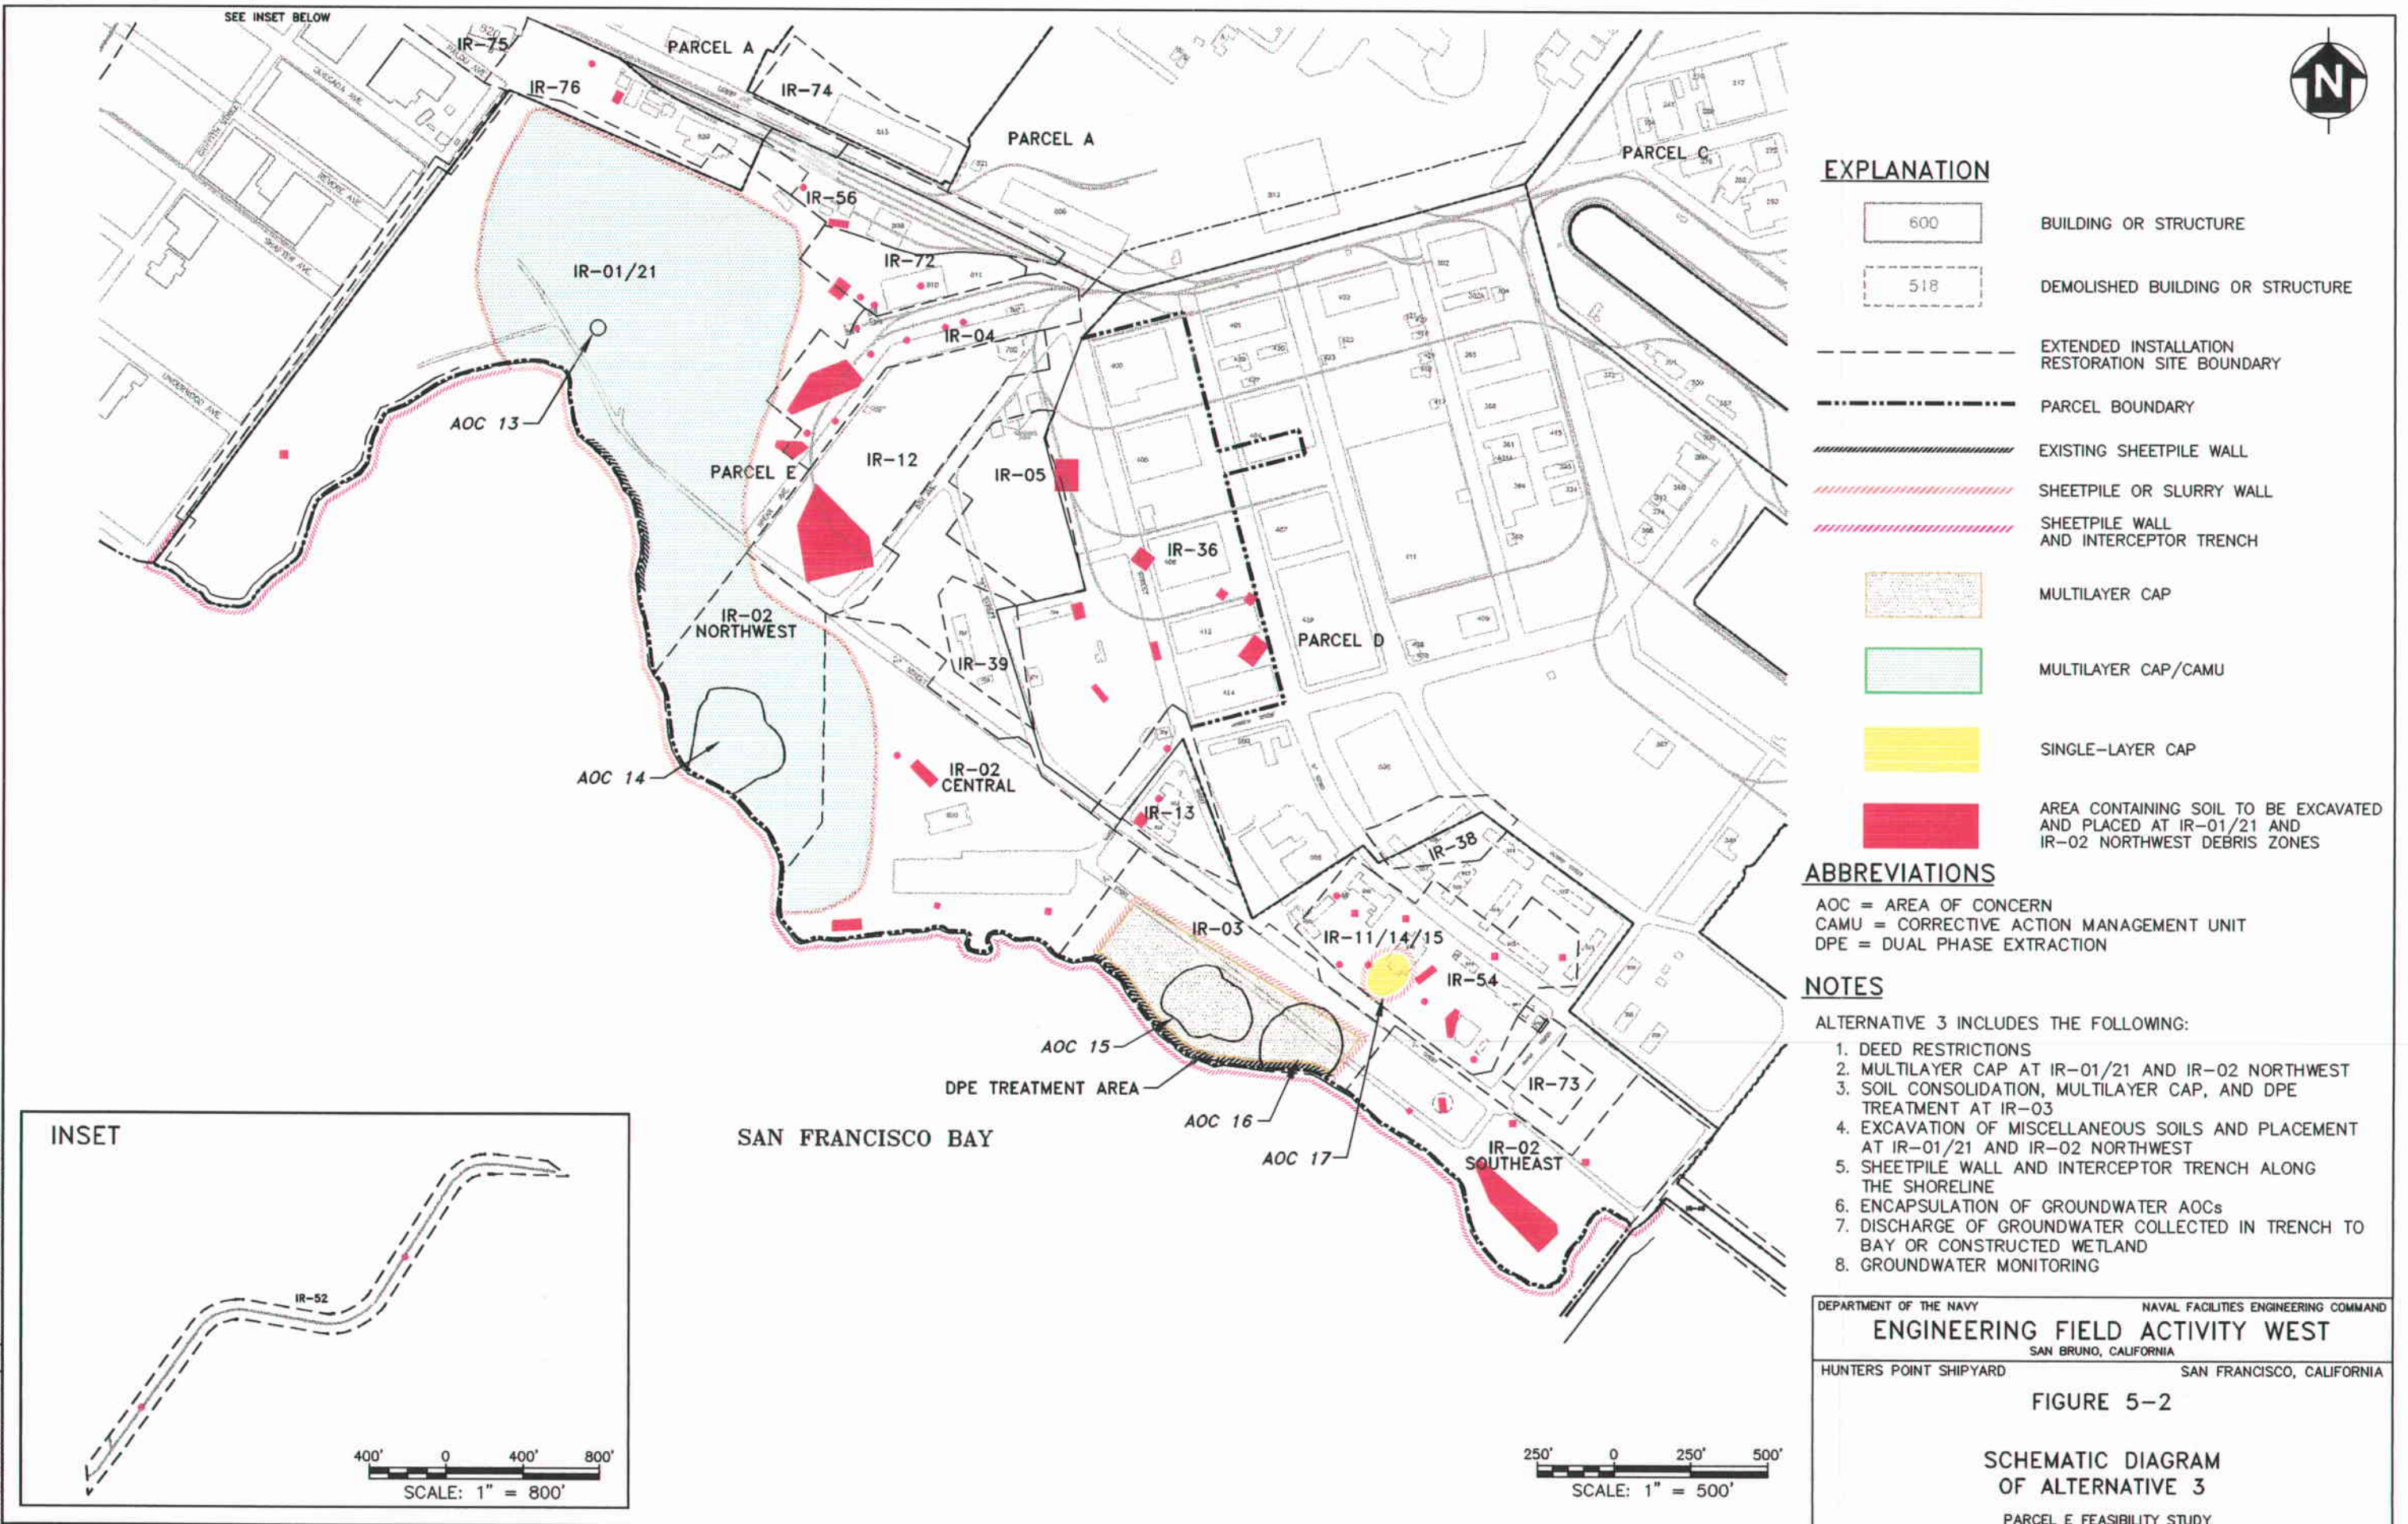 SEE INSET BELOW
IR-75
PARCEL A
IR-76
IR-74
PARCEL A
PARCEL C
IR-56
IR-01/21
IR-72
IR-04
AOC 13
PARCEL E
IR-12
IR-05
IR-36
IR-02
NORTHWEST
IR-39
PARCEL D
AOC 14
IR-02
CENTRAL
IR-13
IR-38
IR-03
IR-11/14/15
IR-54
AOC 15
DPE TREATMENT AREA
AOC 16
AOC 17
IR-73
IR-02
SOUTHEAST
SAN FRANCISCO BAY
QUESADA AVE.
REVERE AVE.
SHAFTER AVE.
UNDERWOOD AVE.
GRIFFITH STREET
N
EXPLANATION
600
BUILDING OR STRUCTURE
518
DEMOLISHED BUILDING OR STRUCTURE
EXTENDED INSTALLATION
RESTORATION SITE BOUNDARY
PARCEL BOUNDARY
EXISTING SHEETPILE WALL
SHEETPILE OR SLURRY WALL
SHEETPILE WALL
AND INTERCEPTOR TRENCH
MULTILAYER CAP
MULTILAYER CAP/CAMU
SINGLE-LAYER CAP
AREA CONTAINING SOIL TO BE EXCAVATED
AND PLACED AT IR-01/21 AND
IR-02 NORTHWEST DEBRIS ZONES
ABBREVIATIONS
AOC = AREA OF CONCERN
CAMU = CORRECTIVE ACTION MANAGEMENT UNIT
DPE = DUAL PHASE EXTRACTION
NOTES
ALTERNATIVE 3 INCLUDES THE FOLLOWING:
1. DEED RESTRICTIONS
2. MULTILAYER CAP AT IR-01/21 AND IR-02 NORTHWEST
3. SOIL CONSOLIDATION, MULTILAYER CAP, AND DPE
TREATMENT AT IR-03
4. EXCAVATION OF MISCELLANEOUS SOILS AND PLACEMENT
AT IR-01/21 AND IR-02 NORTHWEST
5. SHEETPILE WALL AND INTERCEPTOR TRENCH ALONG
THE SHORELINE
6. ENCAPSULATION OF GROUNDWATER AOCs
7. DISCHARGE OF GROUNDWATER COLLECTED IN TRENCH TO
BAY OR CONSTRUCTED WETLAND
8. GROUNDWATER MONITORING
INSET
IR-52
400' 0 400' 800'
SCALE: 1" = 800'
250' 0 250' 500'
SCALE: 1" = 500'
DEPARTMENT OF THE NAVY NAVAL FACILITIES ENGINEERING COMMAND
ENGINEERING FIELD ACTIVITY WEST
SAN BRUNO, CALIFORNIA
HUNTERS POINT SHIPYARD SAN FRANCISCO, CALIFORNIA
FIGURE 5-2
SCHEMATIC DIAGRAM
OF ALTERNATIVE 3
PARCEL E FEASIBILITY STUDY